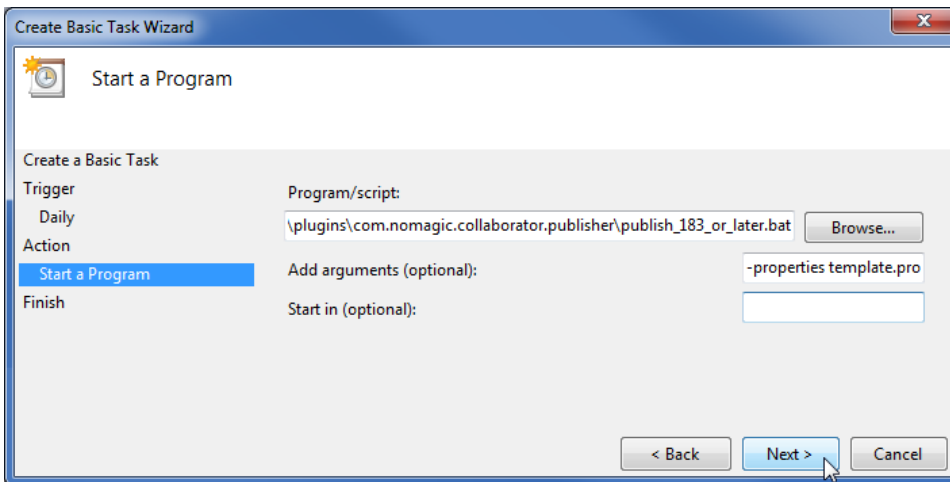 Create Basic Task Wizard
Start a Program
Create a Basic Task
Trigger
Daily
Action
Start a Program
Finish
Program/script:
\plugins\com.nomagic.collaborator.publisher\publish_183_or_later.bat
Browse...
Add arguments (optional):
-properties template.pro
Start in (optional):
< Back
Next >
Cancel